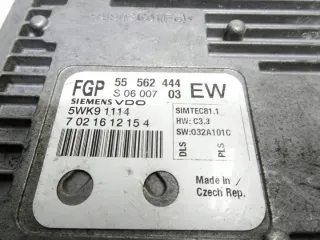 FGP 55 562 444 EW
S 06 007 03
SIEMENS VDO
5WK9 1114
7 02 16 12 15 4
SIMTEC81.1
HW: C3.3
SW:032A101C
DLS
PLS
Made in
Czech Rep.